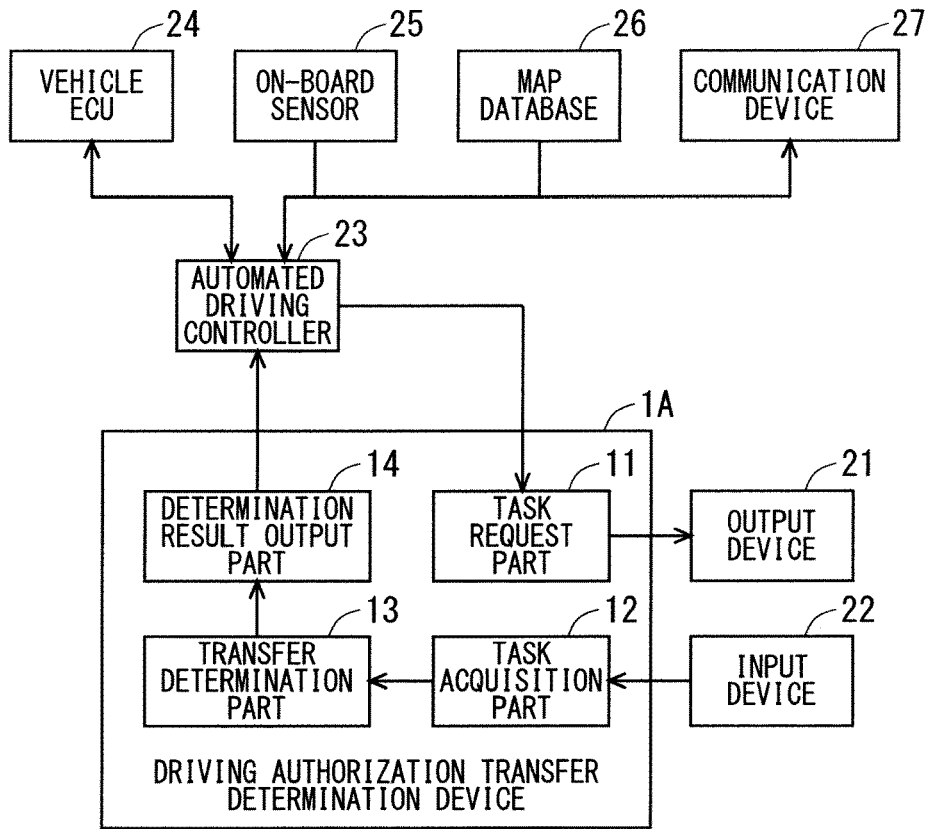 24
25
26
27
VEHICLE
ECU
ON-BOARD
SENSOR
MAP
DATABASE
COMMUNICATION
DEVICE
23
AUTOMATED
DRIVING
CONTROLLER
1A
14
11
21
DETERMINATION
RESULT OUTPUT
PART
TASK
REQUEST
PART
OUTPUT
DEVICE
13
12
22
TRANSFER
DETERMINATION
PART
TASK
ACQUISITION
PART
INPUT
DEVICE
DRIVING AUTHORIZATION TRANSFER
DETERMINATION DEVICE